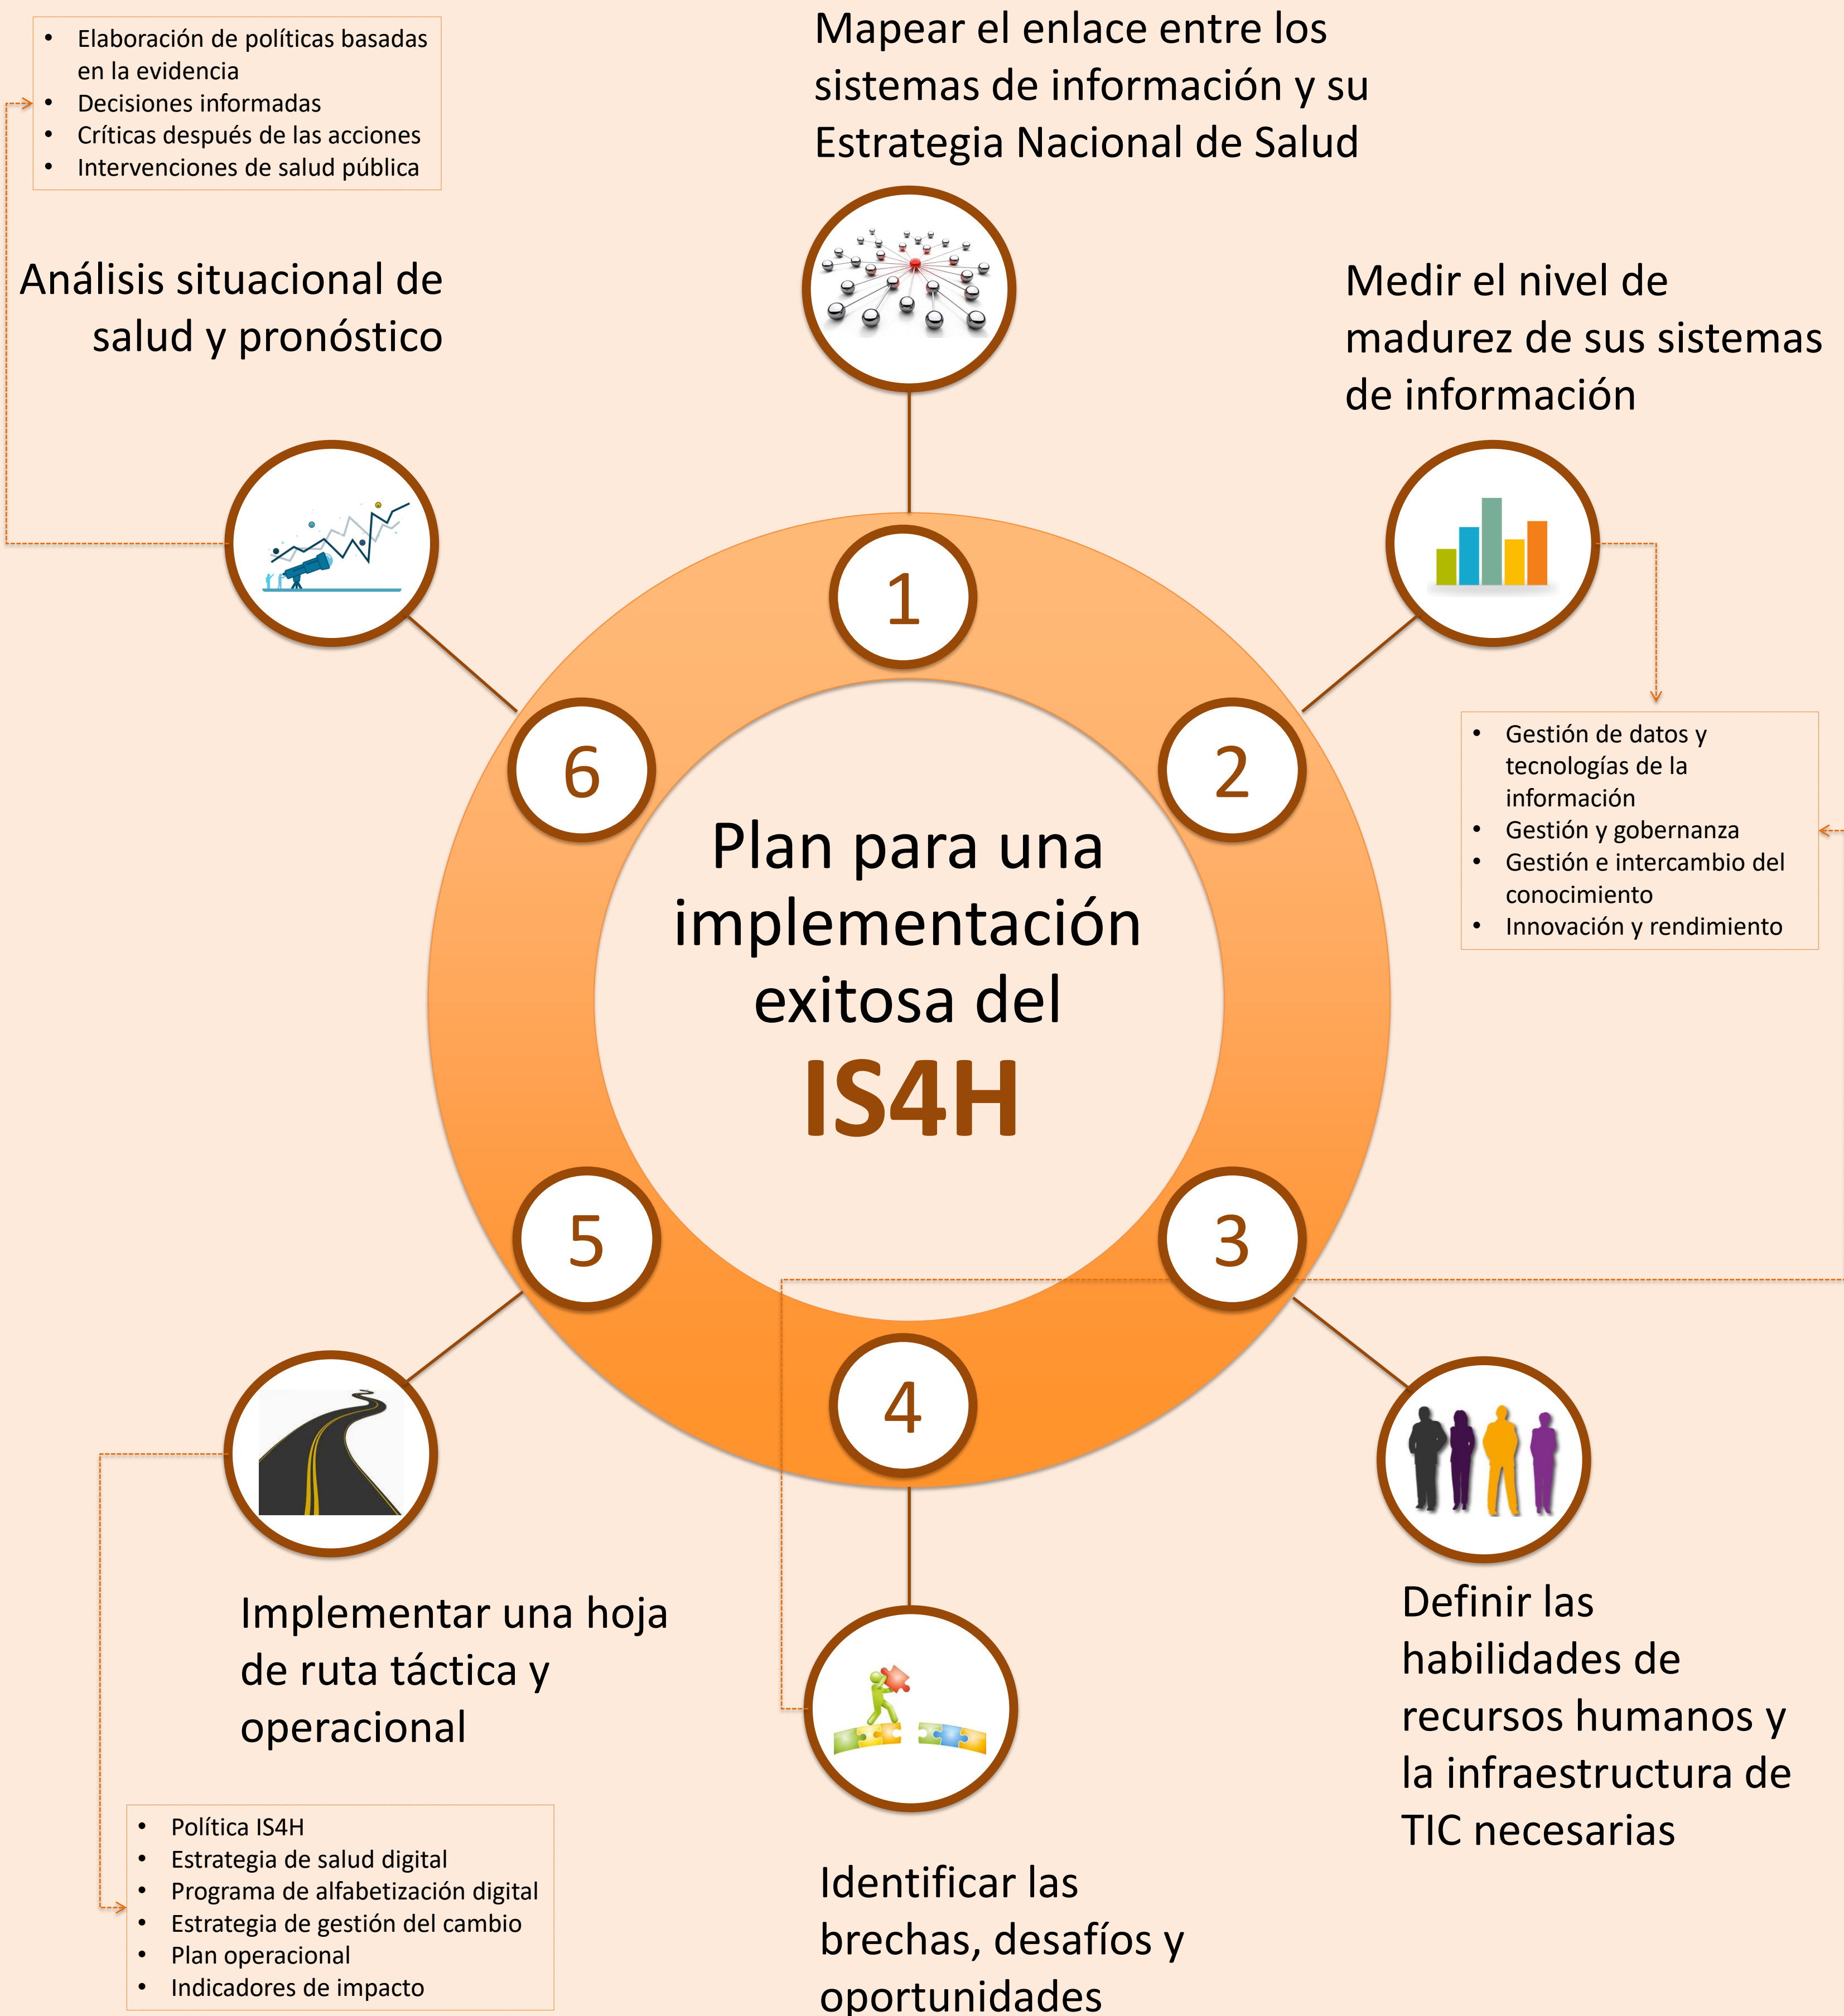 Mapear el enlace entre los
sistemas de información y su
Estrategia Nacional de Salud
• Elaboración de políticas basadas
en la evidencia
• Decisiones informadas
• Críticas después de las acciones
• Intervenciones de salud pública
Análisis situacional de
salud y pronóstico
Medir el nivel de
madurez de sus sistemas
de información
1
2
6
• Gestión de datos y
tecnologías de la
información
• Gestión y gobernanza
• Gestión e intercambio del
conocimiento
• Innovación y rendimiento
Plan para una
implementación
exitosa del
IS4H
5
3
4
Implementar una hoja
de ruta táctica y
operacional
Definir las
habilidades de
recursos humanos y
la infraestructura de
TIC necesarias
• Política IS4H
• Estrategia de salud digital
• Programa de alfabetización digital
• Estrategia de gestión del cambio
• Plan operacional
• Indicadores de impacto
Identificar las
brechas, desafíos y
oportunidades